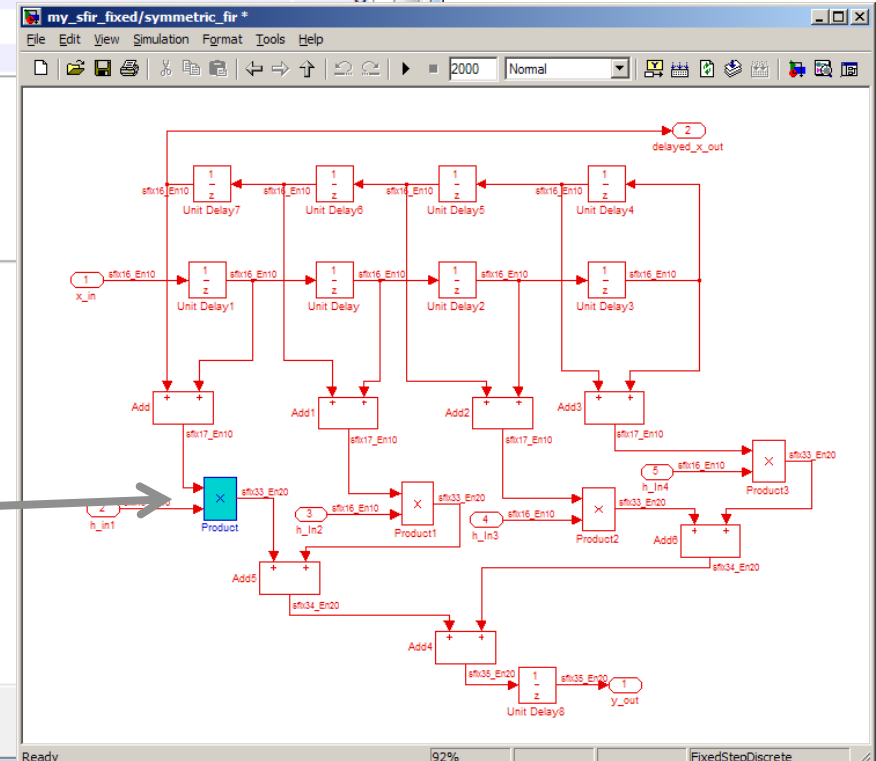 my_sfir_fixed/symmetric_fir *
File Edit View Simulation Format Tools Help
2000 Normal
2
delayed_x_out
1 z 1 z 1 z 1 z
sfix16_En10 sfix16_En10 sfix16_En10 sfix16_En10
Unit Delay7 Unit Delay6 Unit Delay5 Unit Delay4
1 sfix16_En10 1 z sfix16_En10 1 z sfix16_En10 1 z sfix16_En10 1 z sfix16_En10
x_in Unit Delay1 Unit Delay Unit Delay2 Unit Delay3
Add Add1 Add2 Add3
sfix17_En10 sfix17_En10 sfix17_En10 sfix17_En10
5 sfix16_En10 × sfix33_En20
h_In4 Product3
2 × sfix33_En20
h_in1 Product
3 sfix16_En10 × sfix33_En20
h_In2 Product1
4 sfix16_En10 × sfix33_En20
h_In3 Product2
Add6
sfix34_En20
Add5
sfix34_En20
Add4
sfix35_En20 1 z sfix35_En20 1
Unit Delay8 y_out
Ready 92% FixedStepDiscrete